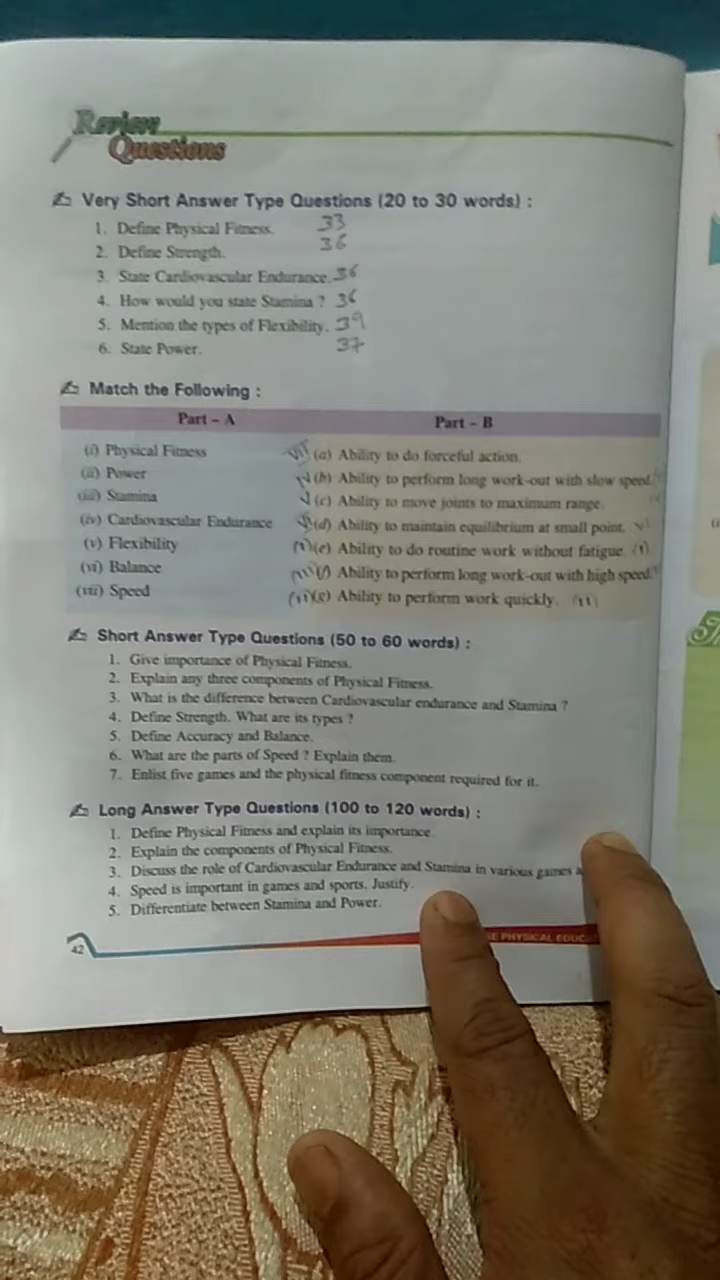 Review
Questions
Very Short Answer Type Questions (20 to 30 words) :
1. Define Physical Fitness. 33
2. Define Strength. 36
3. State Cardiovascular Endurance. 36
4. How would you state Stamina ? 36
5. Mention the types of Flexibility. 39
6. State Power. 37
Match the Following :
Part – A Part – B
(i) Physical Fitness (a) Ability to do forceful action.
(ii) Power (b) Ability to perform long work-out with slow speed.
(iii) Stamina (c) Ability to move joints to maximum range.
(iv) Cardiovascular Endurance (d) Ability to maintain equilibrium at small point.
(v) Flexibility (e) Ability to do routine work without fatigue.
(vi) Balance (f) Ability to perform long work-out with high speed.
(vii) Speed (g) Ability to perform work quickly.
Short Answer Type Questions (50 to 60 words) :
1. Give importance of Physical Fitness.
2. Explain any three components of Physical Fitness.
3. What is the difference between Cardiovascular endurance and Stamina ?
4. Define Strength. What are its types ?
5. Define Accuracy and Balance.
6. What are the parts of Speed ? Explain them.
7. Enlist five games and the physical fitness component required for it.
Long Answer Type Questions (100 to 120 words) :
1. Define Physical Fitness and explain its importance.
2. Explain the components of Physical Fitness.
3. Discuss the role of Cardiovascular Endurance and Stamina in various games
4. Speed is important in games and sports. Justify.
5. Differentiate between Stamina and Power.
42
PHYSICAL